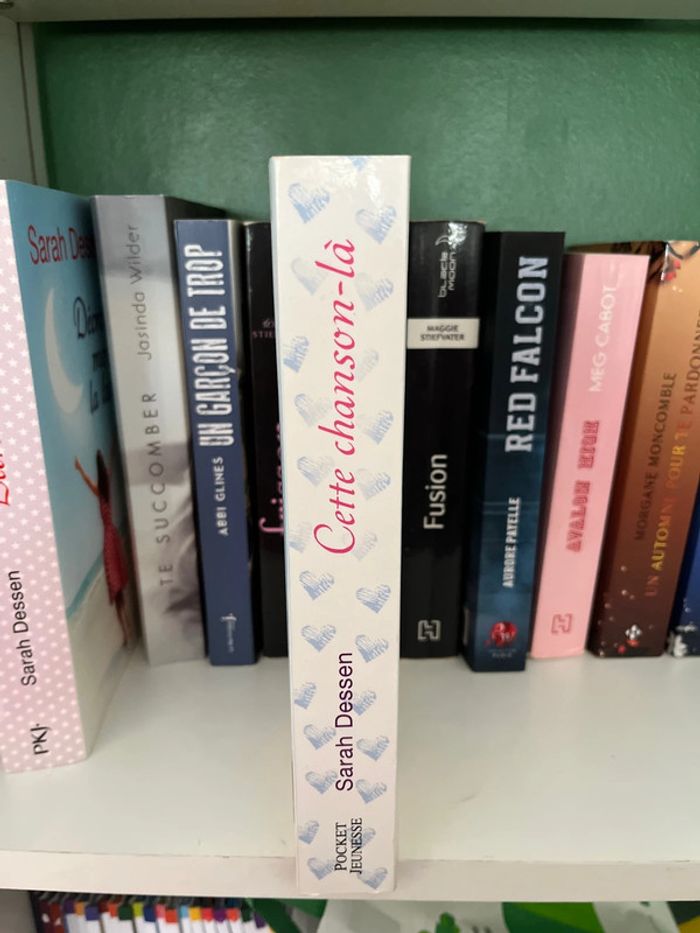 Sarah Dessen
PKJ.
Sarah
TE SUCCOMBER Jasinda Wilder
ABBI GLINES UN GARÇON DE TROP
Cette chanson-là
Sarah Dessen
POCKET
JEUNESSE
black
moon
MAGGIE
STIEFVATER
Fusion
AURORE PAYELLE RED FALCON
AVALON HIGH MEG CABOT
MORGANE MONCOMBLE
UN AUTOMNE POUR TE PARDONNER